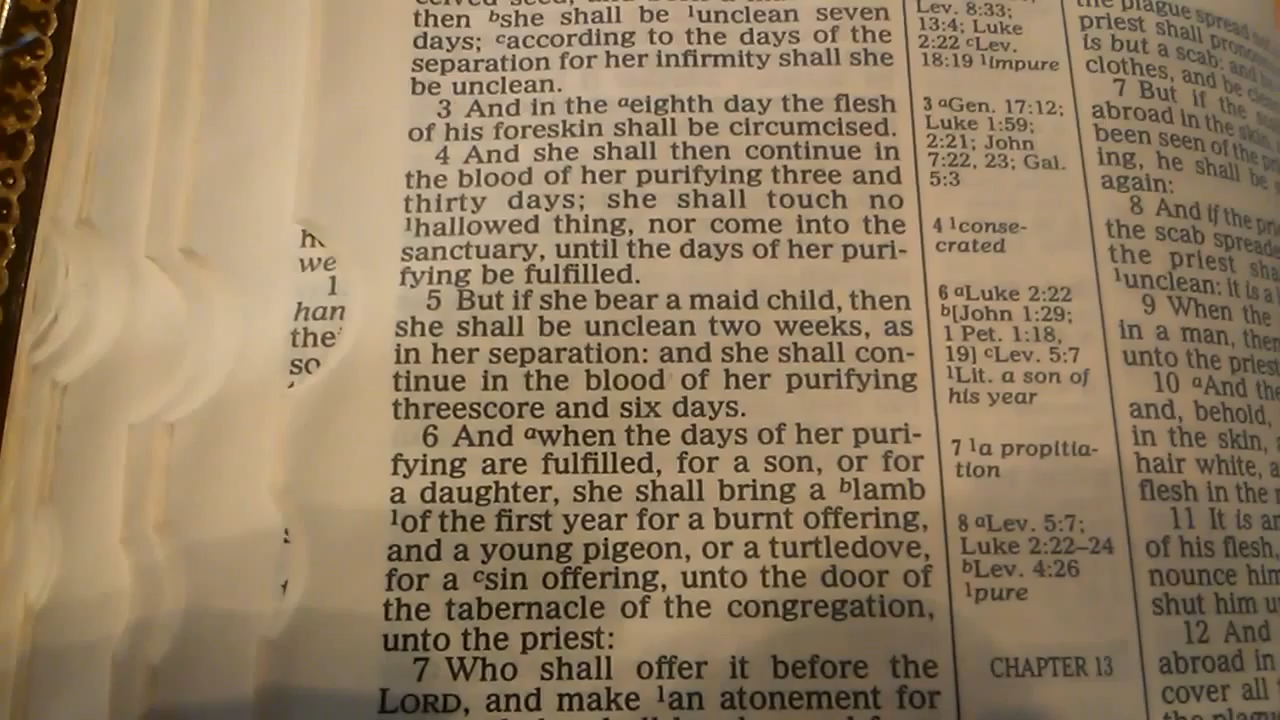 then ᵇshe shall be ¹unclean seven
days; ᶜaccording to the days of the
separation for her infirmity shall she
be unclean.
3 And in the ᵃeighth day the flesh
of his foreskin shall be circumcised.
4 And she shall then continue in
the blood of her purifying three and
thirty days; she shall touch no
¹hallowed thing, nor come into the
sanctuary, until the days of her puri-
fying be fulfilled.
5 But if she bear a maid child, then
she shall be unclean two weeks, as
in her separation: and she shall con-
tinue in the blood of her purifying
threescore and six days.
6 And ᵃwhen the days of her puri-
fying are fulfilled, for a son, or for
a daughter, she shall bring a ᵇlamb
¹of the first year for a burnt offering,
and a young pigeon, or a turtledove,
for a ᶜsin offering, unto the door of
the tabernacle of the congregation,
unto the priest:
7 Who shall offer it before the
LORD, and make ¹an atonement for
Lev. 8:33;
13:4; Luke
2:22 ᶜLev.
18:19 ¹impure
3 ᵃGen. 17:12;
Luke 1:59;
2:21; John
7:22, 23; Gal.
5:3
4 ¹conse-
crated
6 ᵃLuke 2:22
ᵇ[John 1:29;
1 Pet. 1:18,
19] ᶜLev. 5:7
¹Lit. a son of
his year
7 ¹a propitia-
tion
8 ᵃLev. 5:7;
Luke 2:22–24
ᵇLev. 4:26
¹pure
CHAPTER 13
the plague spread
priest shall
is but a scab: and
clothes, and be
7 But if the
abroad in the skin
been seen of the
ing, he shall be
again:
8 And if the
the scab
the priest
¹unclean: it is a
9 When the
in a man, then
unto the priest
10 ᵃAnd the
and, behold,
in the skin,
hair white,
flesh in the
11 It is an
of his flesh,
nounce him
shut him
12 And
abroad in
cover all
we
1
han
the
so